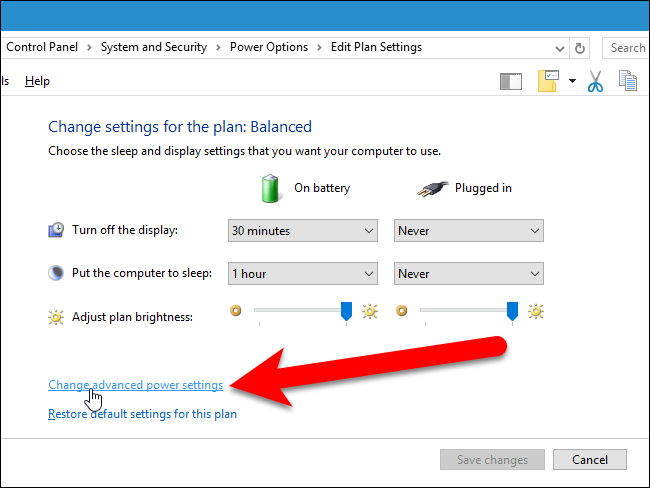 Control Panel > System and Security > Power Options > Edit Plan Settings
Search
ls Help
Change settings for the plan: Balanced
Choose the sleep and display settings that you want your computer to use.
On battery Plugged in
Turn off the display: 30 minutes Never
Put the computer to sleep: 1 hour Never
Adjust plan brightness:
Change advanced power settings
Restore default settings for this plan
Save changes Cancel